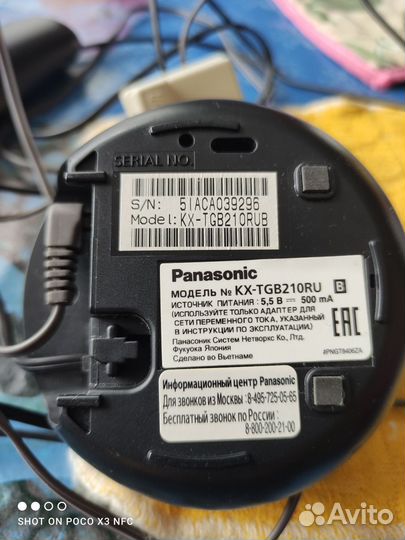 SERIAL NO.
S/N: 5IACA039296
Model: KX-TGB210RUB
Panasonic
МОДЕЛЬ № KX-TGB210RU B
ИСТОЧНИК ПИТАНИЯ : 5,5 В 500 mA
(ИСПОЛЬЗУЙТЕ ТОЛЬКО АДАПТЕР ДЛЯ
СЕТИ ПЕРЕМЕННОГО ТОКА, УКАЗАННЫЙ
В ИНСТРУКЦИИ ПО ЭКСПЛУАТАЦИИ)
Панасоник Систем Нетворкс Ко., Лтд.
Фукуока Япония
Сделано во Вьетнаме
EAC
#PNGT8406ZA
Информационный центр Panasonic
Для звонков из Москвы : 8-495-725-05-65
Бесплатный звонок по России :
8-800-200-21-00
SHOT ON POCO X3 NFC
Avito